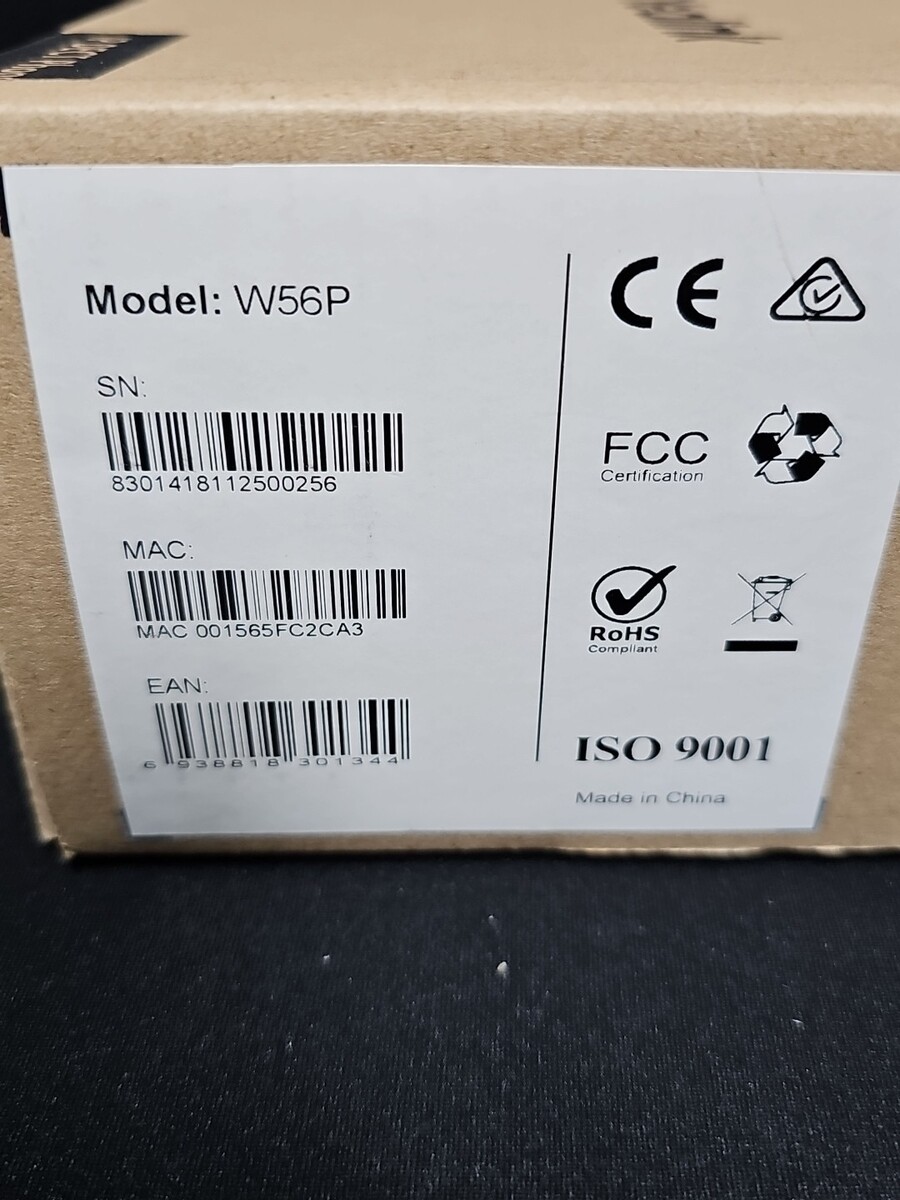 Model: W56P
SN:
8301418112500256
MAC:
MAC 001565FC2CA3
EAN:
6 938818 301344
CE
FCC
Certification
RoHS
Compliant
ISO 9001
Made in China